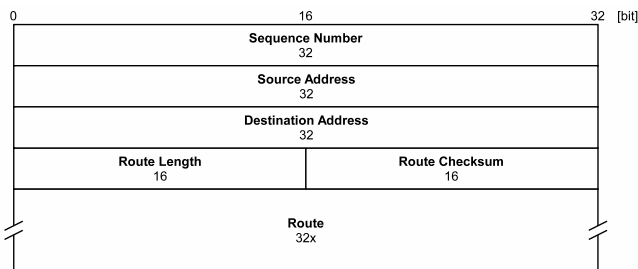 0 16 32 [bit]
Sequence Number
32
Source Address
32
Destination Address
32
Route Length Route Checksum
16 16
Route
32x